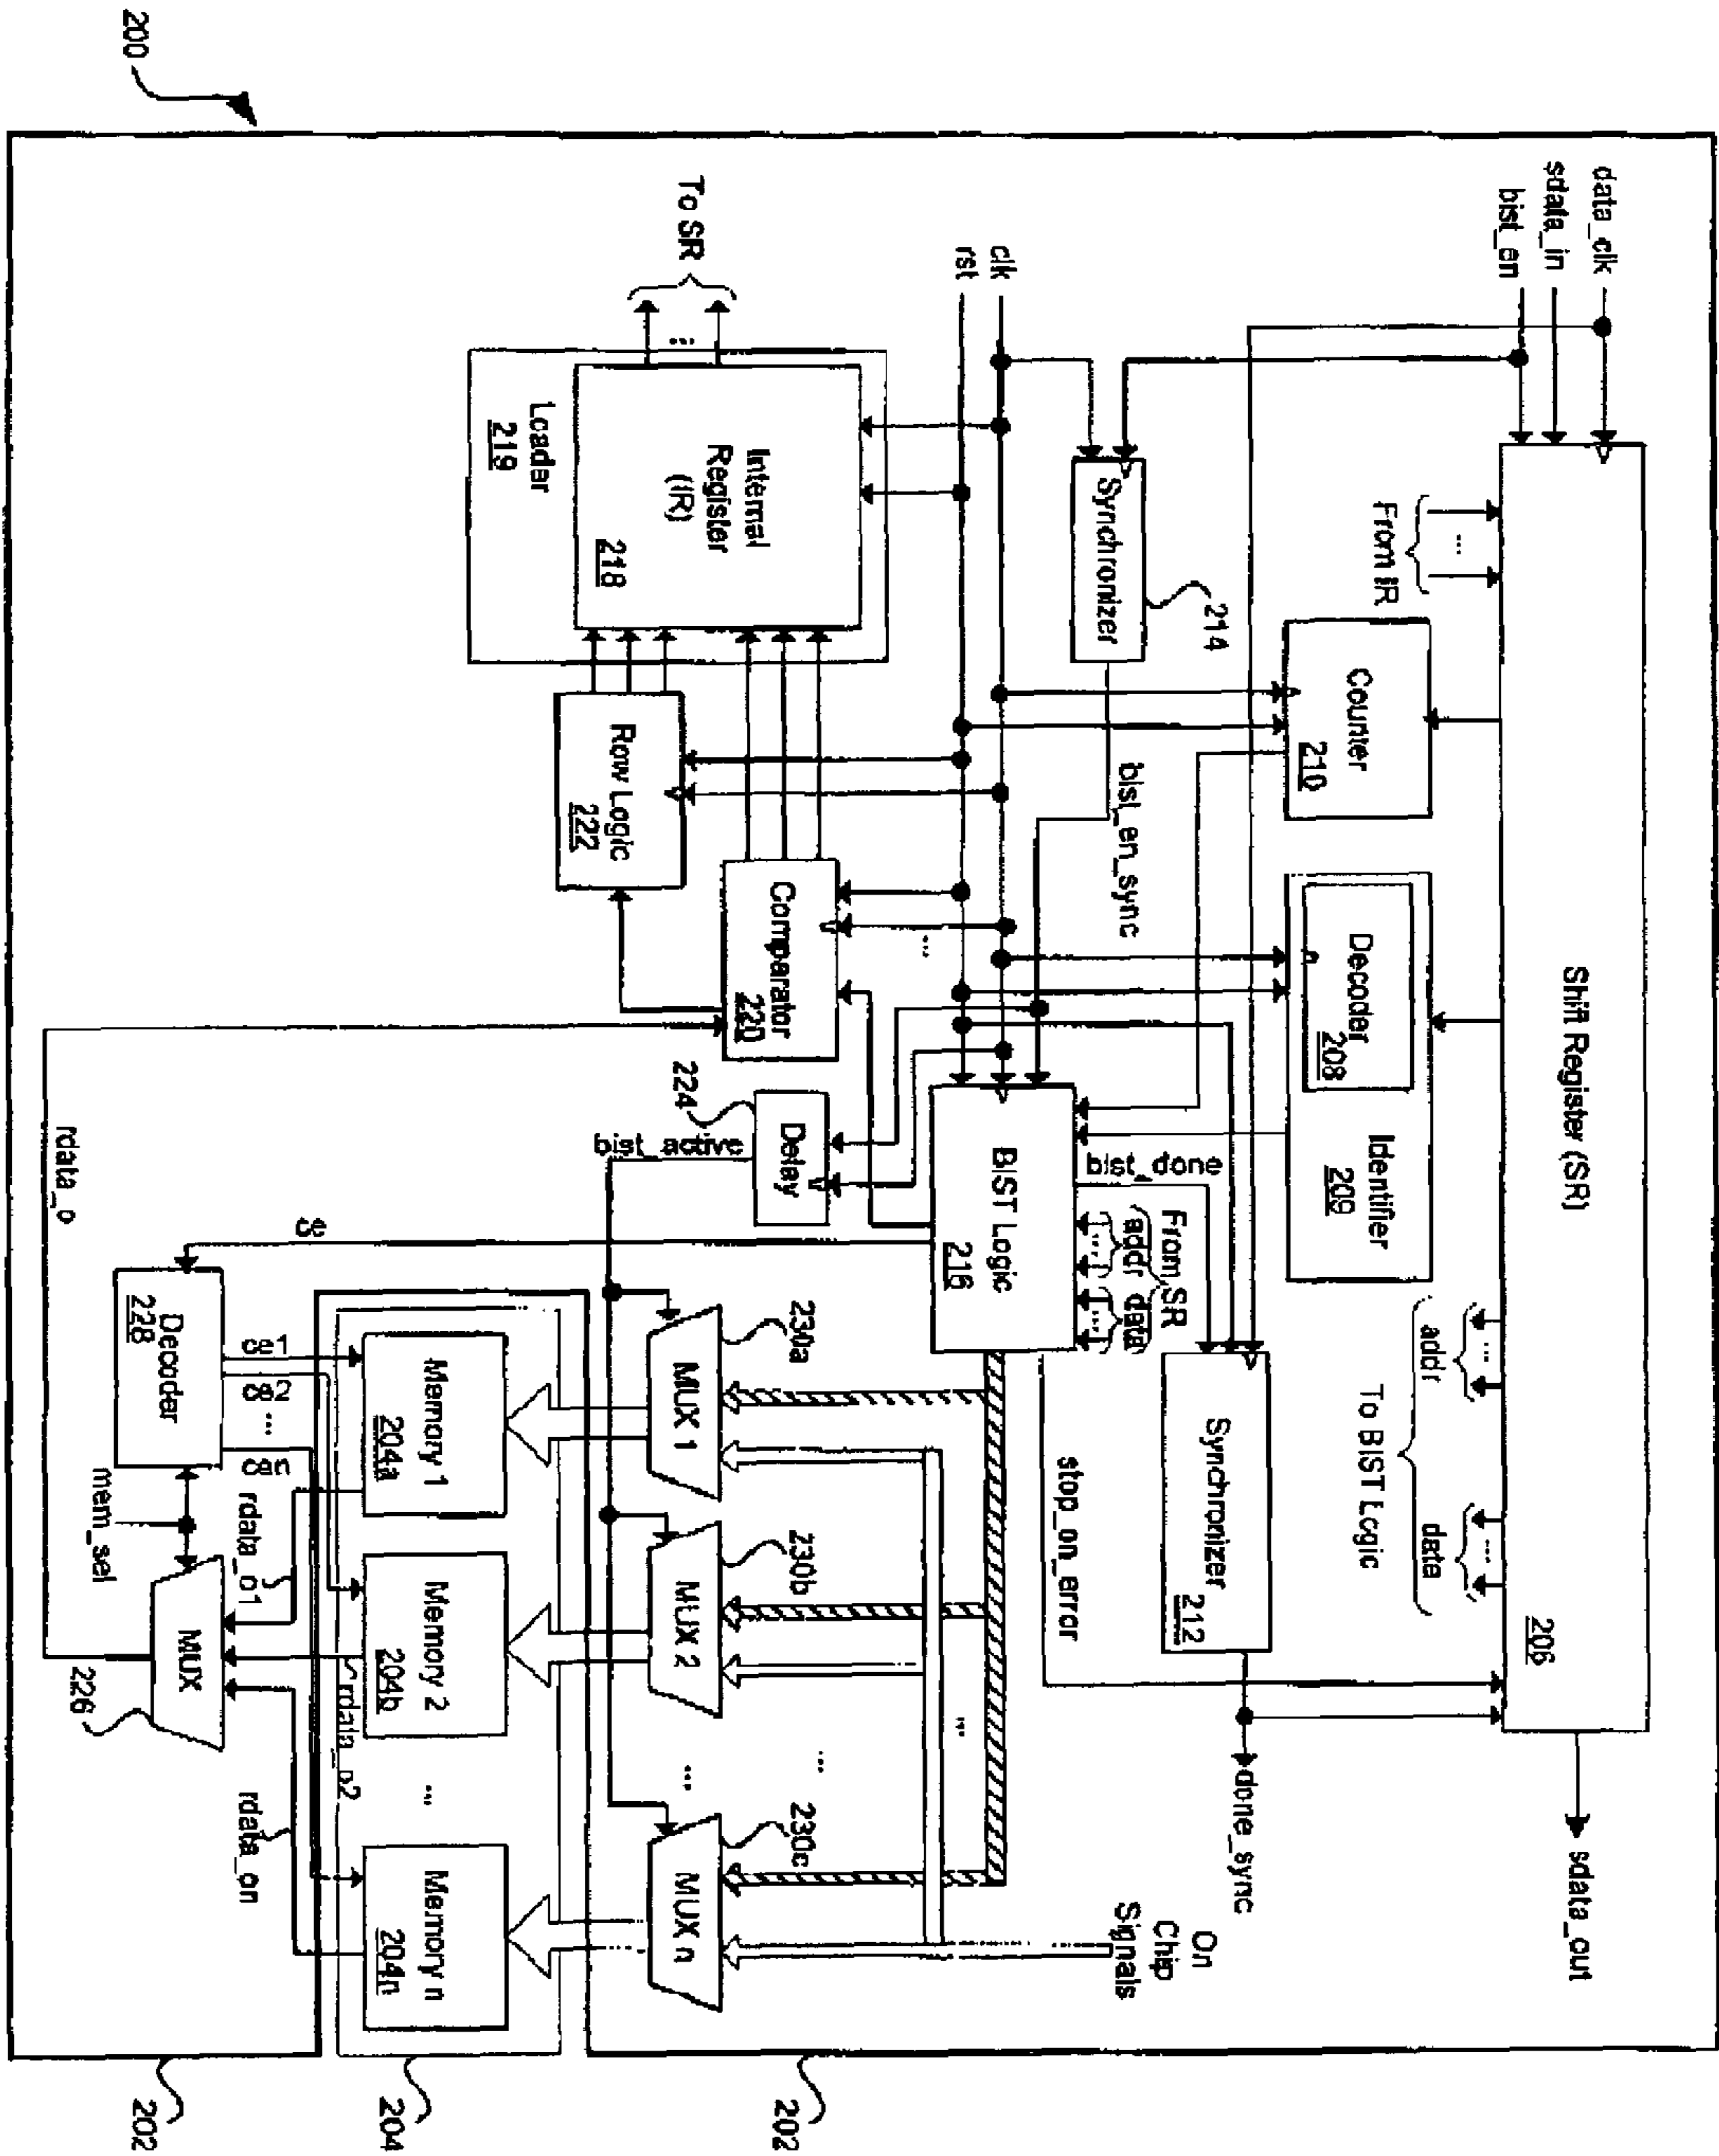 200
data_clk
sdata_in
bist_en
Shift Register (SR)
206
sdata_out
From IR
...
Counter
210
Decoder
208
Identifier
209
...
addr
...
data
To BIST Logic
Synchronizer
214
bist_en_sync
Synchronizer
212
done_sync
clk
rst
bist_done
From SR
addr
data
...
...
BIST Logic
216
stop_on_error
On
Chip
Signals
To SR
...
Internal
Register
(IR)
218
Loader
219
Row Logic
222
...
Comparator
220
Delay
224
bist_active
230a
MUX 1
230b
MUX 2
...
...
...
230c
MUX n
202
Memory 1
204a
Memory 2
204b
...
Memory n
204n
204
rdata_o
ce
Decoder
228
ce1
ce2
...
cen
mem_sel
rdata_o1
rdata_o2
rdata_on
MUX
226
202